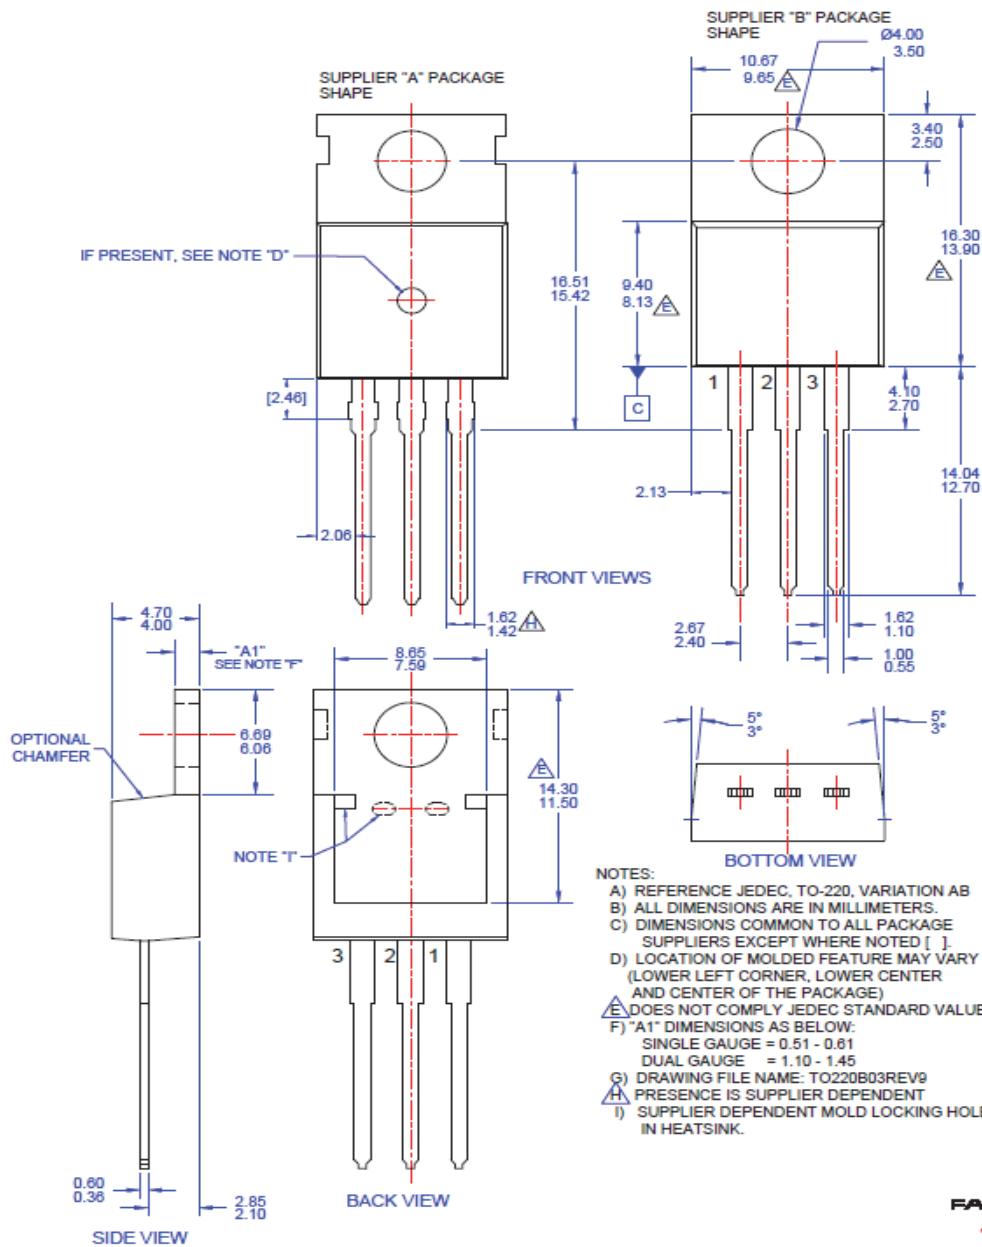 SUPPLIER "B" PACKAGE
SHAPE
Ø4.00
3.50
10.67
9.65
E
SUPPLIER "A" PACKAGE
SHAPE
3.40
2.50
IF PRESENT, SEE NOTE "D"
16.51
15.42
9.40
8.13
E
16.30
13.90
E
[2.46]
C
1 2 3
4.10
2.70
2.13
14.04
12.70
2.06
FRONT VIEWS
1.62
1.42
H
2.67
2.40
1.62
1.10
1.00
0.55
4.70
4.00
"A1"
SEE NOTE "F"
8.65
7.59
5°
3°
5°
3°
OPTIONAL
CHAMFER
6.69
6.06
E
14.30
11.50
NOTE "I"
BOTTOM VIEW
3 2 1
0.60
0.36
2.85
2.10
SIDE VIEW
BACK VIEW
NOTES:
A) REFERENCE JEDEC, TO-220, VARIATION AB
B) ALL DIMENSIONS ARE IN MILLIMETERS.
C) DIMENSIONS COMMON TO ALL PACKAGE
SUPPLIERS EXCEPT WHERE NOTED [ ].
D) LOCATION OF MOLDED FEATURE MAY VARY
(LOWER LEFT CORNER, LOWER CENTER
AND CENTER OF THE PACKAGE)
E DOES NOT COMPLY JEDEC STANDARD VALUE
F) "A1" DIMENSIONS AS BELOW:
SINGLE GAUGE = 0.51 - 0.61
DUAL GAUGE = 1.10 - 1.45
G) DRAWING FILE NAME: TO220B03REV9
H PRESENCE IS SUPPLIER DEPENDENT
I) SUPPLIER DEPENDENT MOLD LOCKING HOLE
IN HEATSINK.
FA